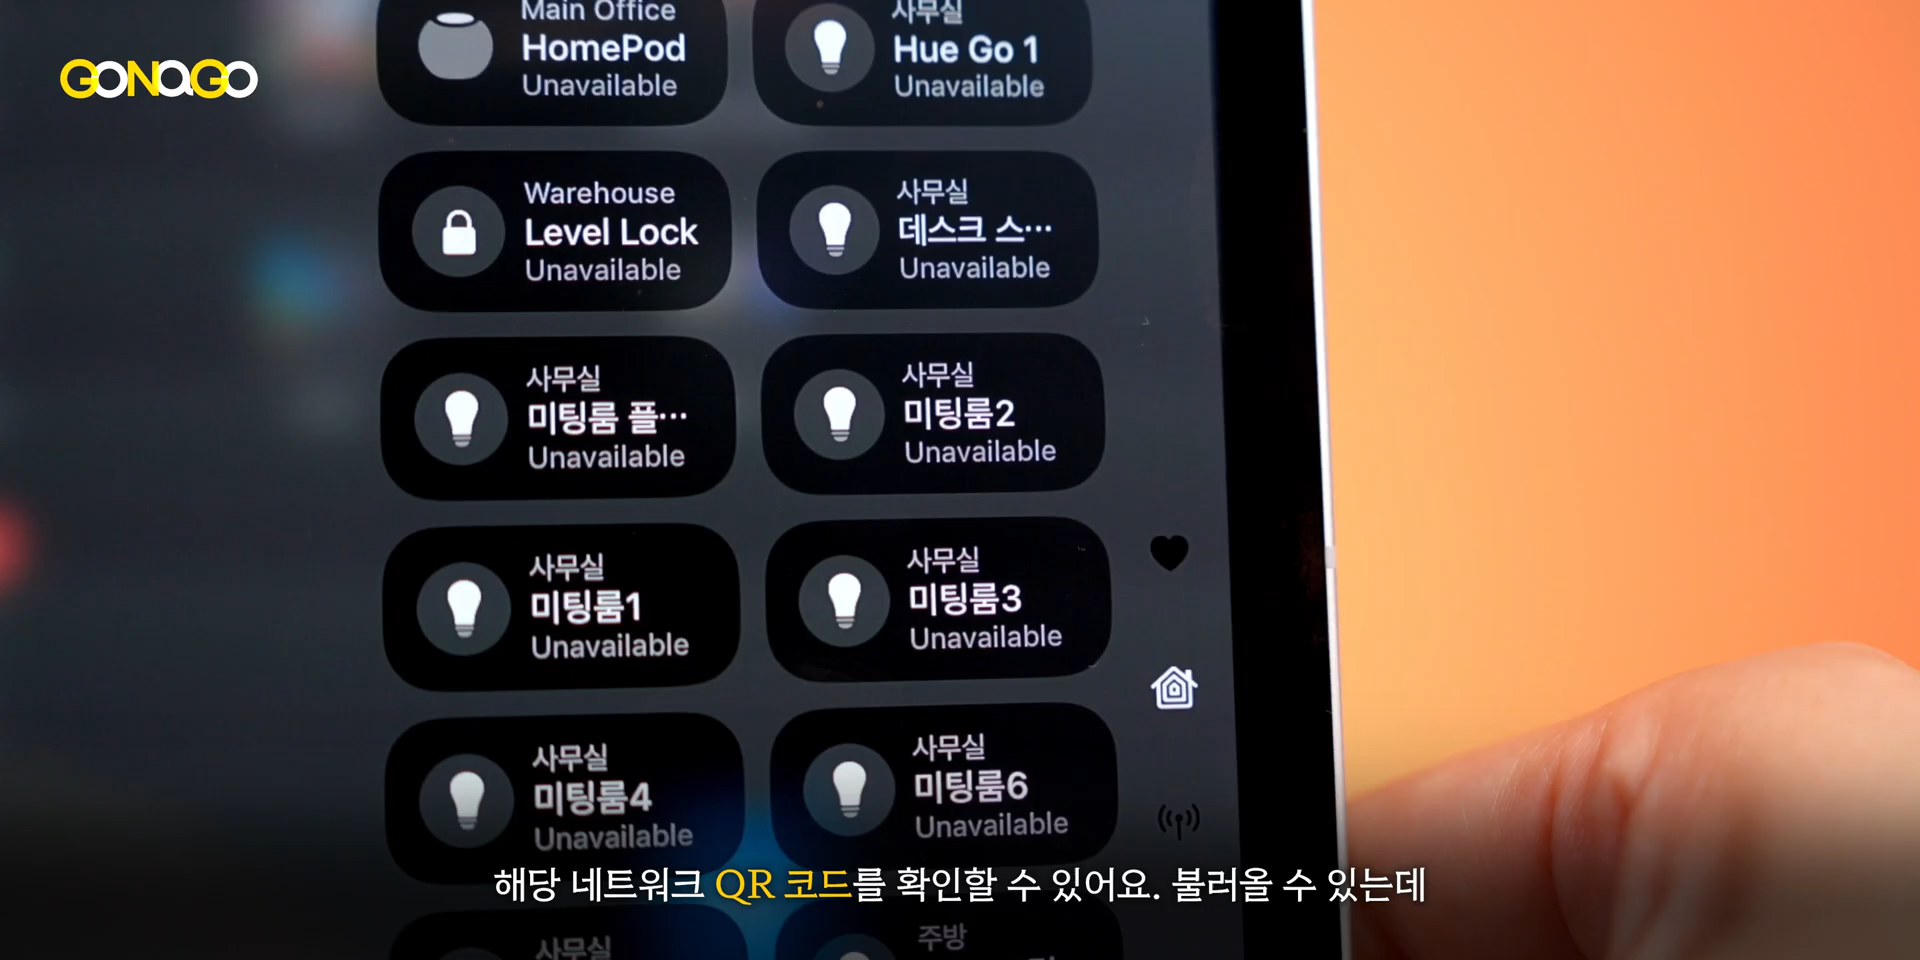 GONGO
Main Office
HomePod
Unavailable
사무실
Hue Go 1
Unavailable
Warehouse
Level Lock
Unavailable
사무실
데스크 스…
Unavailable
사무실
미팅룸 플…
Unavailable
사무실
미팅룸2
Unavailable
사무실
미팅룸1
Unavailable
사무실
미팅룸3
Unavailable
사무실
미팅룸4
Unavailable
사무실
미팅룸6
Unavailable
해당 네트워크 QR 코드를 확인할 수 있어요. 불러올 수 있는데
사무실
주방